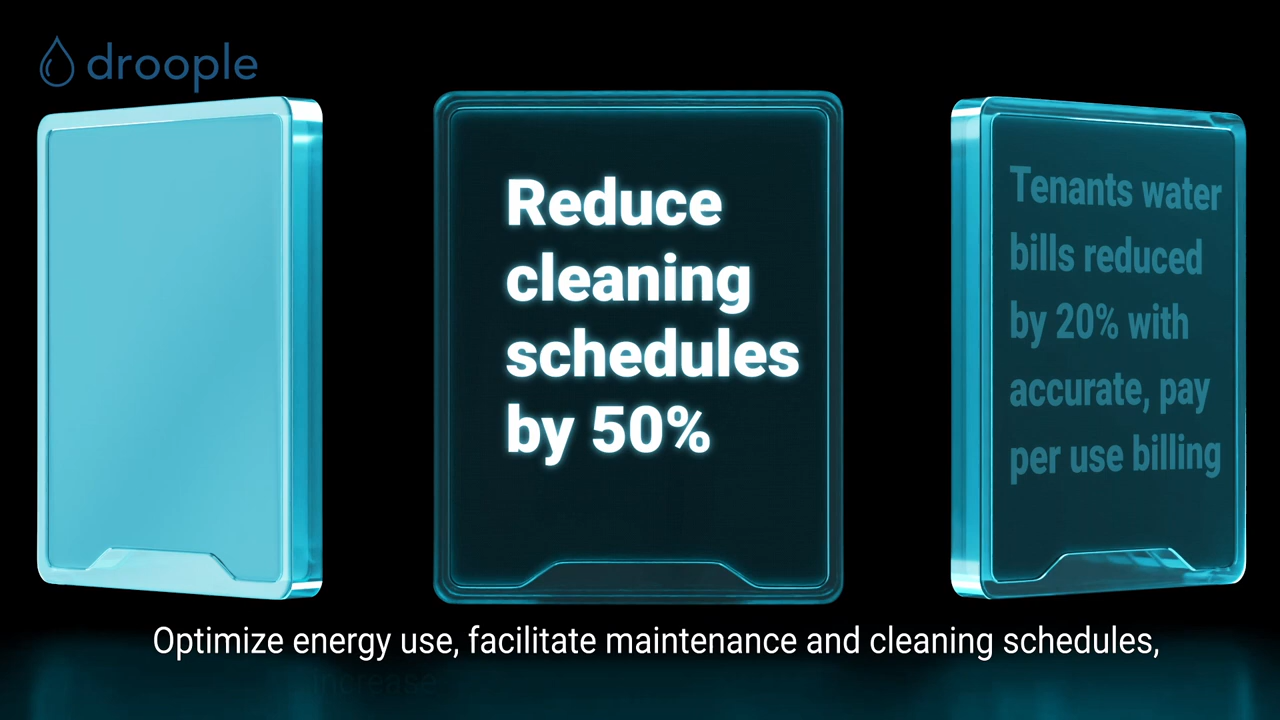 droople
Reduce
cleaning
schedules
by 50%
Tenants water
bills reduced
by 20% with
accurate, pay
per use billing
Optimize energy use, facilitate maintenance and cleaning schedules,
increase